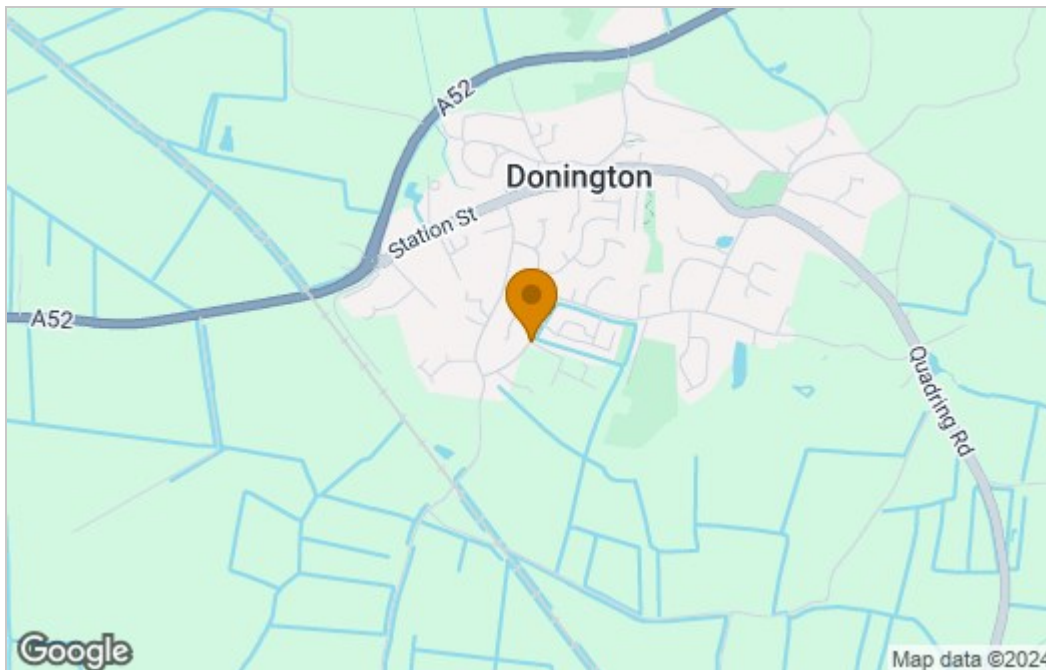 A52
Donington
Station St
A52
Quadring Rd
Google
Map data ©2024